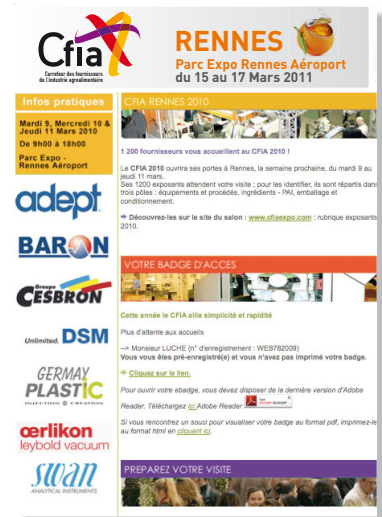 Cfia
Carrefour des fournisseurs
de l'industrie agroalimentaire
RENNES
Parc Expo Rennes Aéroport
du 15 au 17 Mars 2011
Infos pratiques
Mardi 9, Mercredi 10 &
Jeudi 11 Mars 2010
De 9h00 à 18h00
Parc Expo -
Rennes Aéroport
adept
BARON
Groupe
CESBRON
Unlimited. DSM
GERMAY
PLASTIC
INJECTION & CREATION
œrlikon
leybold vacuum
swan
ANALYTICAL INSTRUMENTS
CFIA RENNES 2010
1 200 fournisseurs vous accueillent au CFIA 2010 !
Le CFIA 2010 ouvrira ses portes à Rennes, la semaine prochaine, du mardi 9 au
jeudi 11 mars.
Ses 1200 exposants attendent votre visite ; pour les identifier, ils sont répartis dans
trois pôles : équipements et procédés, ingrédients - PAI, emballage et
conditionnement.
➩ Découvrez-les sur le site du salon : www.cfiaexpo.com : rubrique exposants
2010.
VOTRE BADGE D'ACCES
Cette année le CFIA allie simplicité et rapidité
Plus d'attente aux accueils
--> Monsieur LUCHE (n° d'enregistrement : WEB782009)
Vous vous êtes pré-enregistré(e) et vous n'avez pas imprimé votre badge.
➩ Cliquez sur le lien.
Pour ouvrir votre ebadge, vous devez disposer de la dernière version d'Adobe
Reader. Téléchargez ici Adobe Reader
Si vous rencontrez un souci pour visualiser votre badge au format pdf, imprimez-le
au format html en cliquant ici.
PREPAREZ VOTRE VISITE